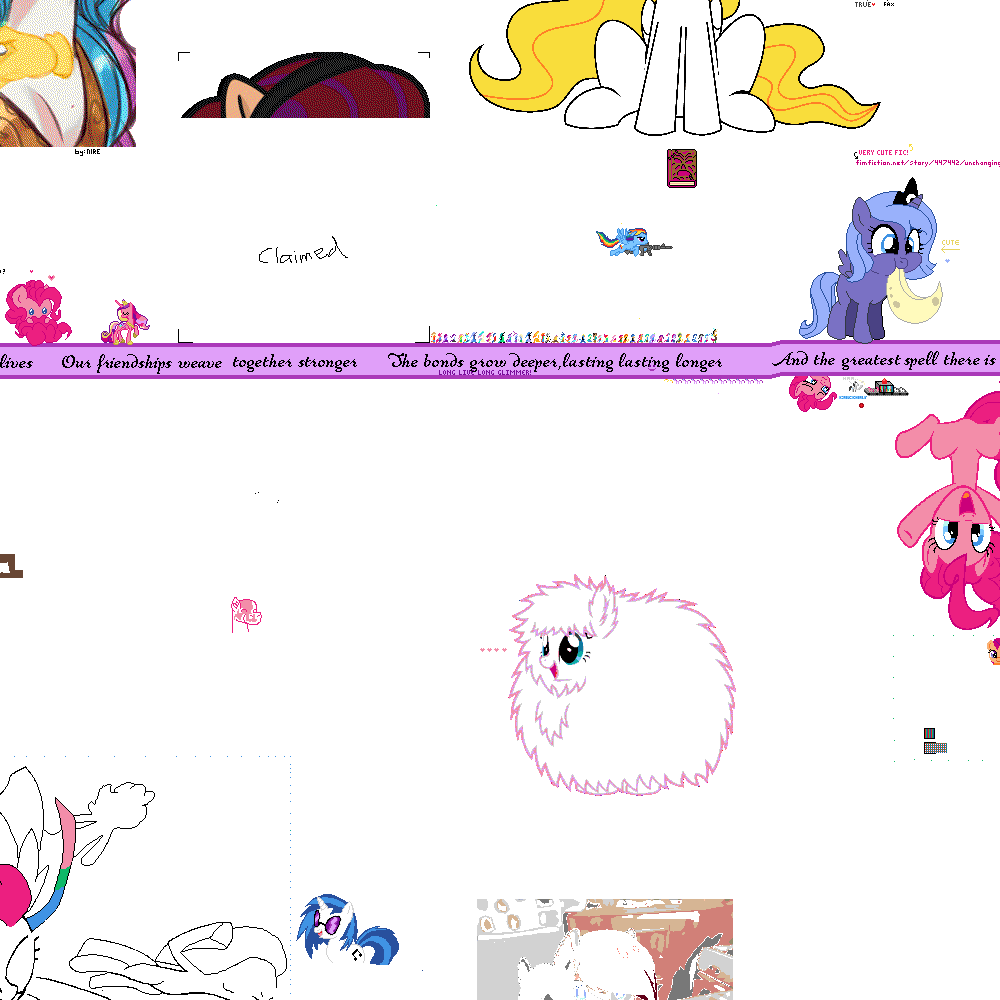 TRUE♥ FAX
by:NIRE
VERY CUTE FIC!
fimfiction.net/story/447442/unchanging
CUTE
Claimed
lives Our friendships weave together stronger The bonds grow deeper,lasting lasting longer And the greatest spell there is
LONG LIVE LONG GLIMMER!